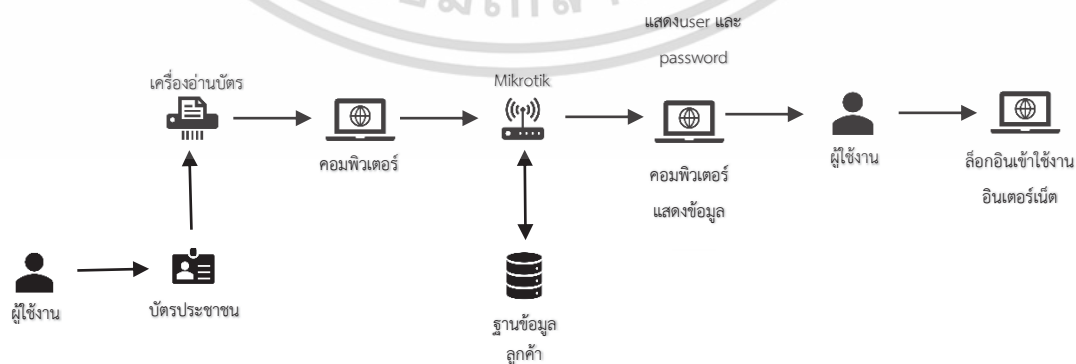 แสดงuser และ
password
เครื่องอ่านบัตร
Mikrotik
คอมพิวเตอร์
คอมพิวเตอร์
แสดงข้อมูล
ผู้ใช้งาน
ล็อกอินเข้าใช้งาน
อินเตอร์เน็ต
ผู้ใช้งาน
บัตรประชาชน
ฐานข้อมูล
ลูกค้า